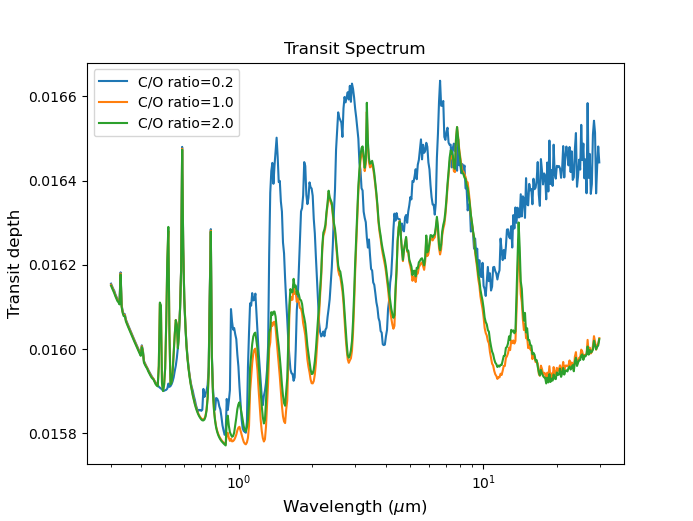 Transit Spectrum
C/O ratio=0.2
C/O ratio=1.0
C/O ratio=2.0
Transit depth
0.0166
0.0164
0.0162
0.0160
0.0158
10⁰ 10¹
Wavelength (μm)